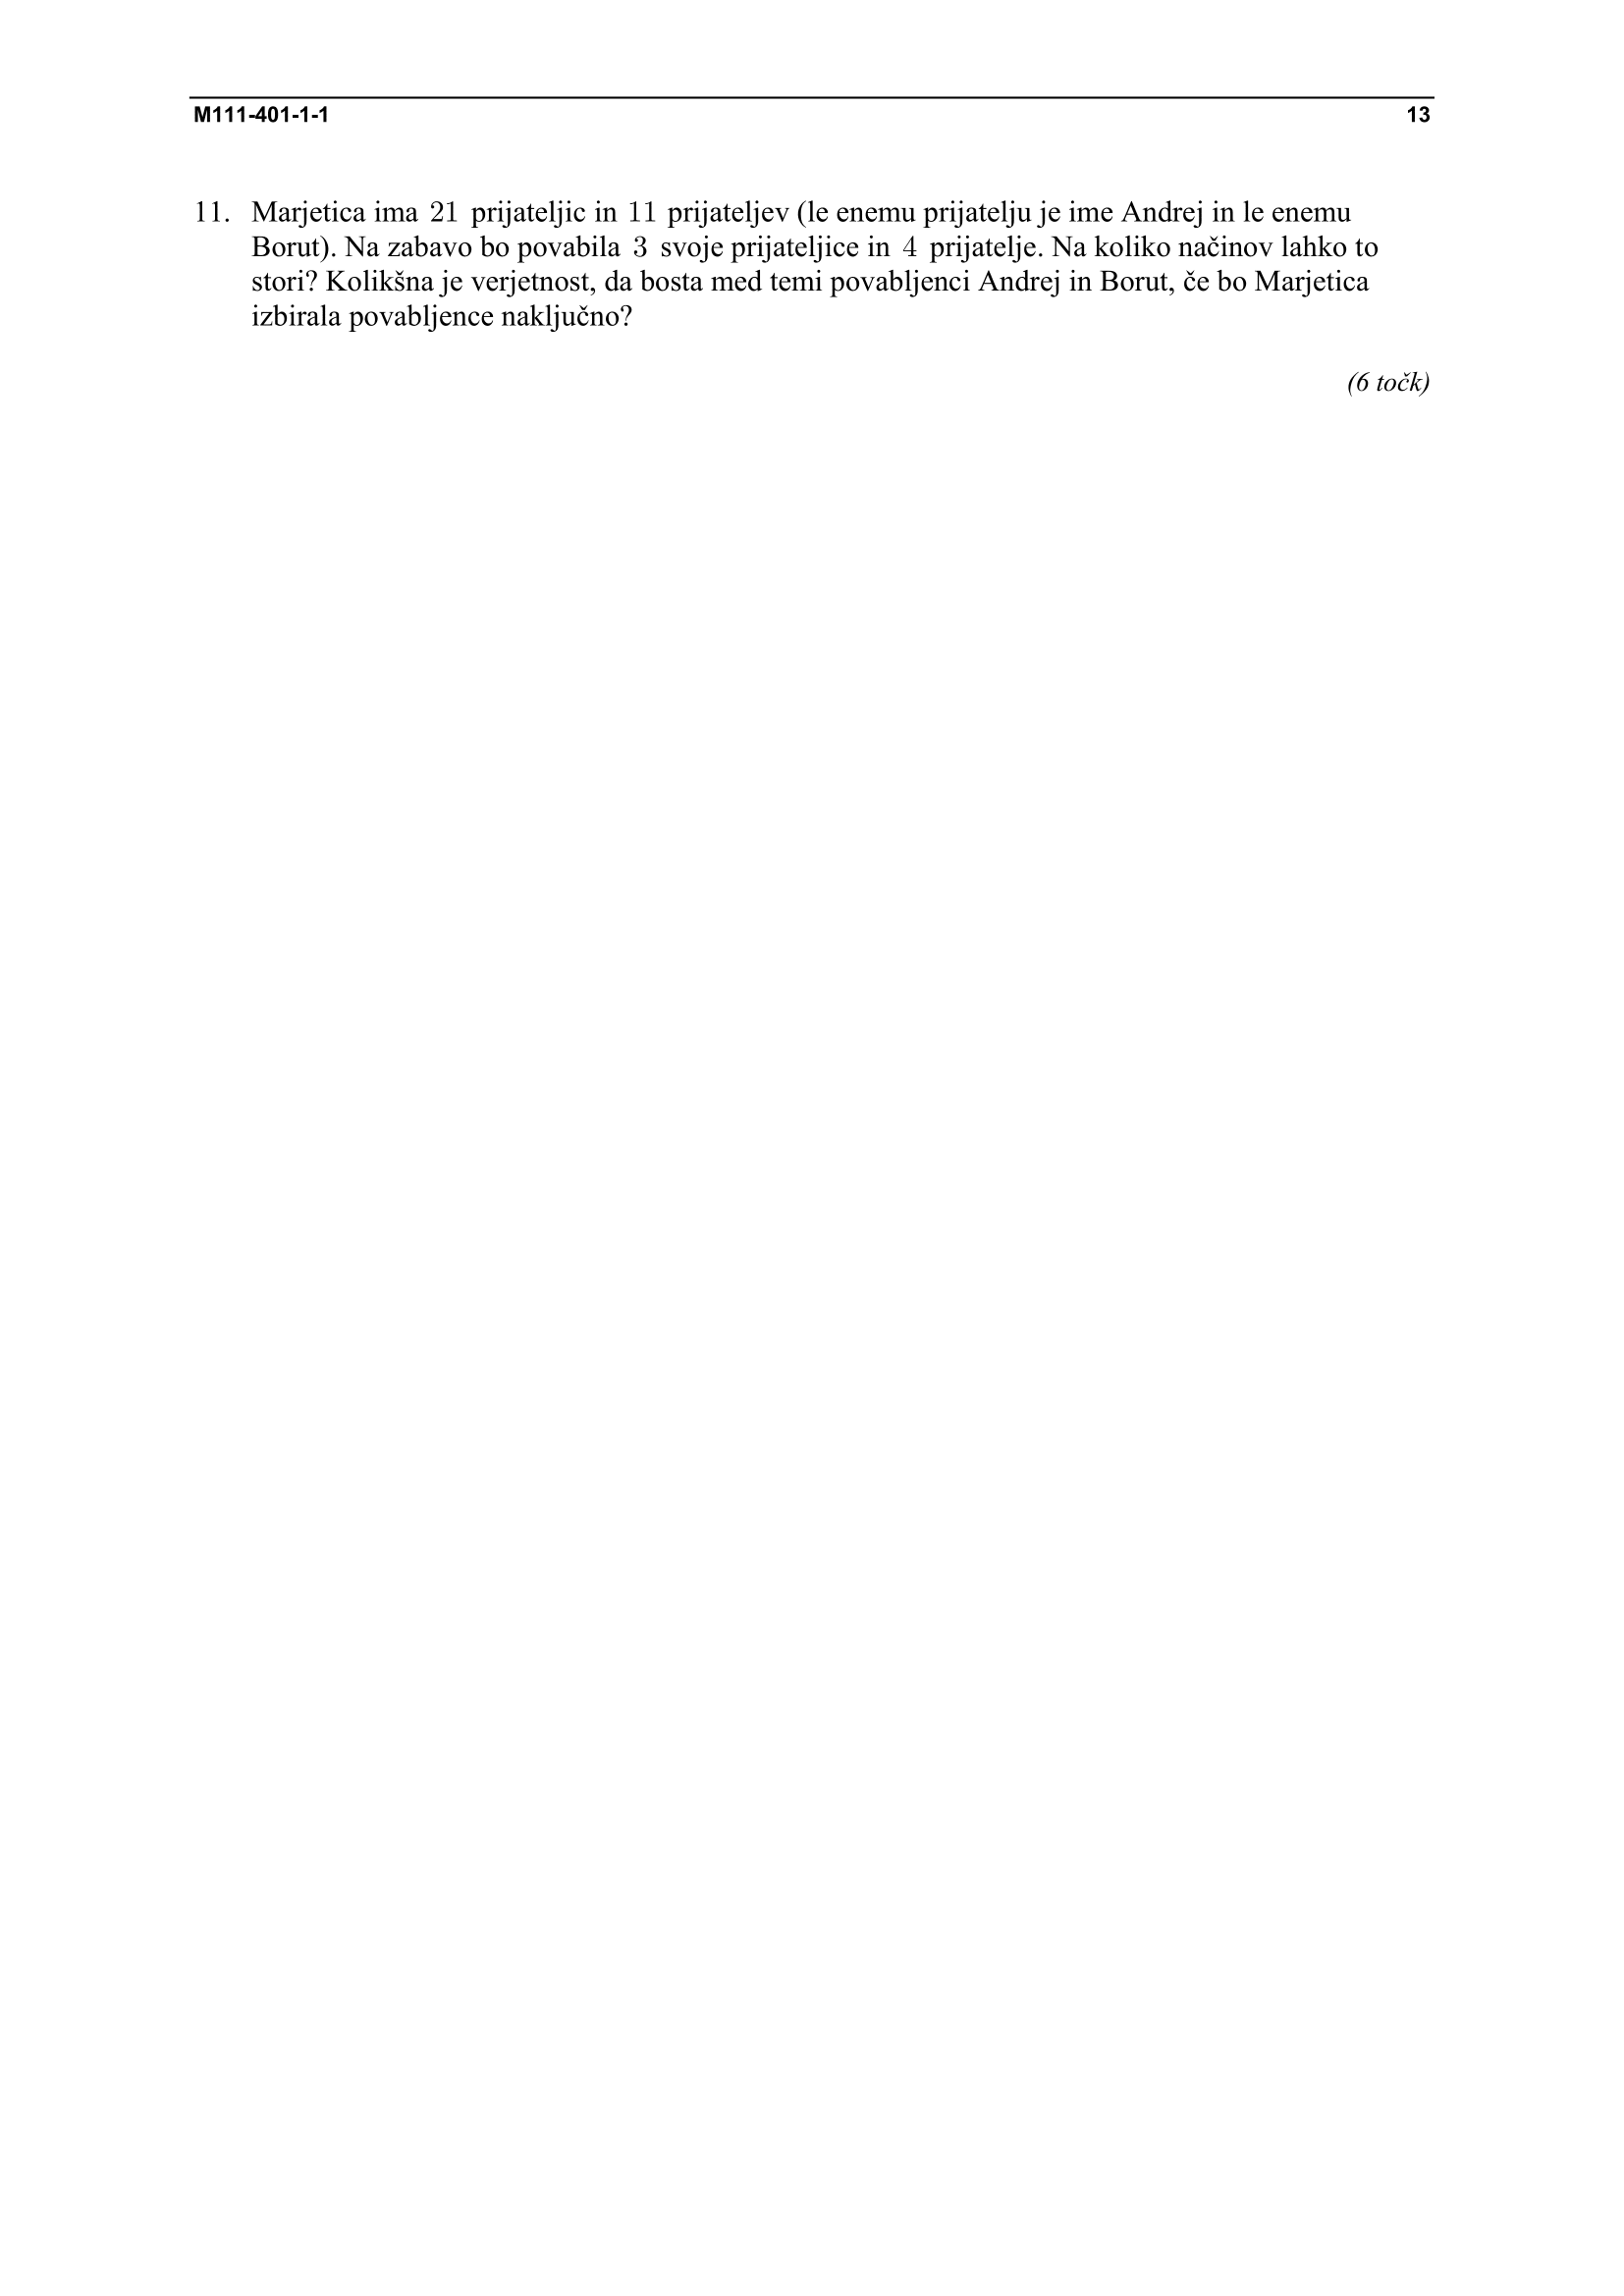 M111-401-1-1 13
11. Marjetica ima 21 prijateljic in 11 prijateljev (le enemu prijatelju je ime Andrej in le enemu
Borut). Na zabavo bo povabila 3 svoje prijateljice in 4 prijatelje. Na koliko načinov lahko to
stori? Kolikšna je verjetnost, da bosta med temi povabljenci Andrej in Borut, če bo Marjetica
izbirala povabljence naključno?
(6 točk)